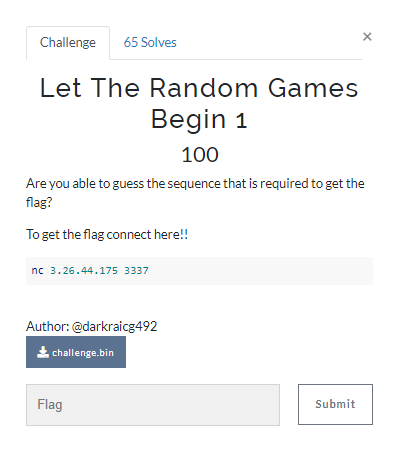 Challenge
65 Solves
×
Let The Random Games
Begin 1
100
Are you able to guess the sequence that is required to get the
flag?
To get the flag connect here!!
nc 3.26.44.175 3337
Author: @darkraicg492
challenge.bin
Flag
Submit